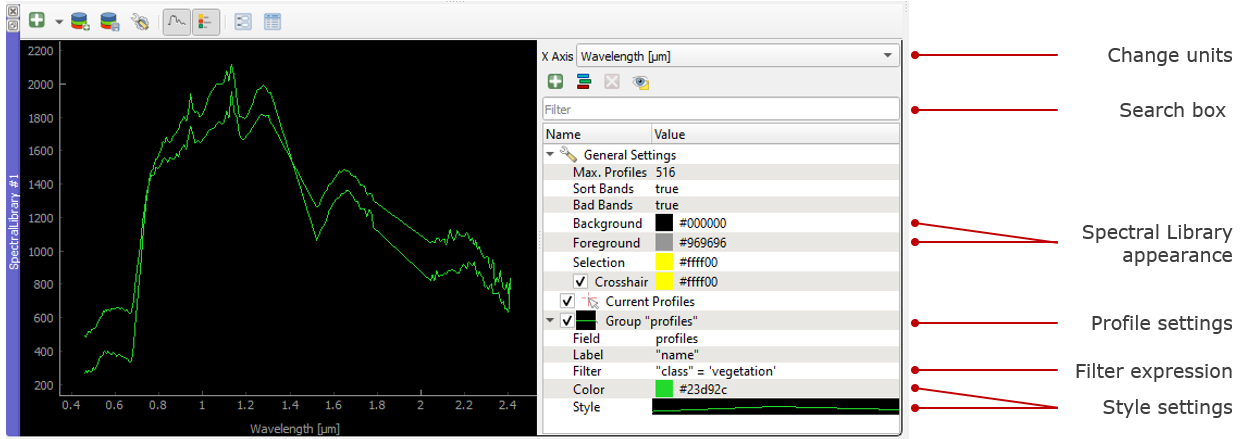 SpectralLibrary #1
2200
2000
1800
1600
1400
1200
1000
800
600
400
200
0.4 0.6 0.8 1 1.2 1.4 1.6 1.8 2 2.2 2.4
Wavelength [µm]
X Axis Wavelength [µm]
Filter
Name Value
General Settings
Max. Profiles 516
Sort Bands true
Bad Bands true
Background #000000
Foreground #969696
Selection #ffff00
Crosshair #ffff00
Current Profiles
Group "profiles"
Field profiles
Label "name"
Filter "class" = 'vegetation'
Color #23d92c
Style
Change units
Search box
Spectral Library
appearance
Profile settings
Filter expression
Style settings